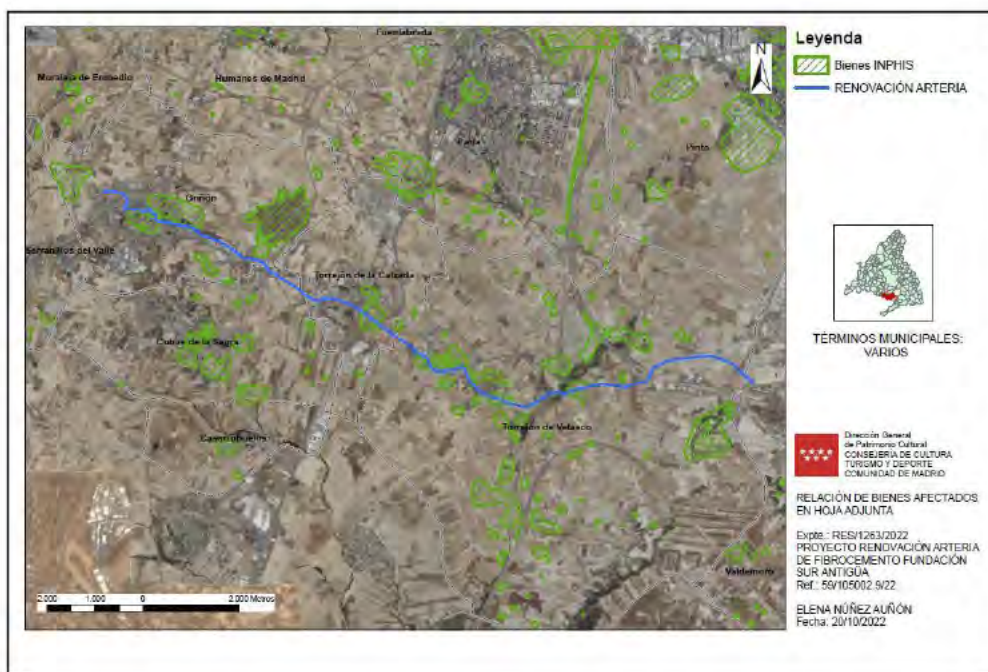 Fuenlabrada
Moraleja de Enmedio
Humanes de Madrid
Parla
Pinto
Griñón
Serranillos del Valle
Torrejón de la Calzada
Cubas de la Sagra
Casarrubuelos
Torrejón de Velasco
Valdemoro
2.000 1.000 0 2.000 Metros
N
Leyenda
Bienes INPHIS
RENOVACIÓN ARTERIA
TÉRMINOS MUNICIPALES:
VARIOS
Dirección General
de Patrimonio Cultural
CONSEJERÍA DE CULTURA
TURISMO Y DEPORTE
COMUNIDAD DE MADRID
RELACIÓN DE BIENES AFECTADOS
EN HOJA ADJUNTA
Expte.: RES/1263/2022
PROYECTO RENOVACIÓN ARTERIA
DE FIBROCEMENTO FUNDACIÓN
SUR ANTIGÜA
Ref.: 59/105002.9/22
ELENA NÚÑEZ AUÑÓN
Fecha: 20/10/2022